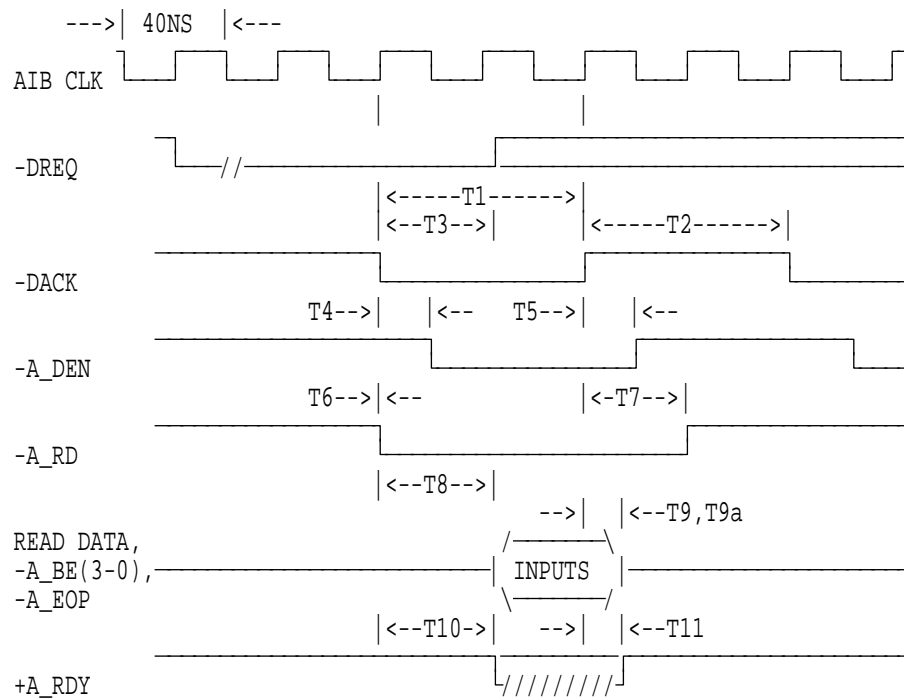 --->| 40NS |<---
AIB CLK
| |
-DREQ //
|<-----T1------>|
|<--T3-->| |<-----T2------>|
-DACK
T4-->| |<-- T5-->| |<--
-A_DEN
T6-->|<-- |<-T7-->|
-A_RD
|<--T8-->|
-->| |<--T9,T9a
READ DATA,
-A_BE(3-0), INPUTS
-A_EOP
|<--T10->| -->| |<--T11
+A_RDY /////////